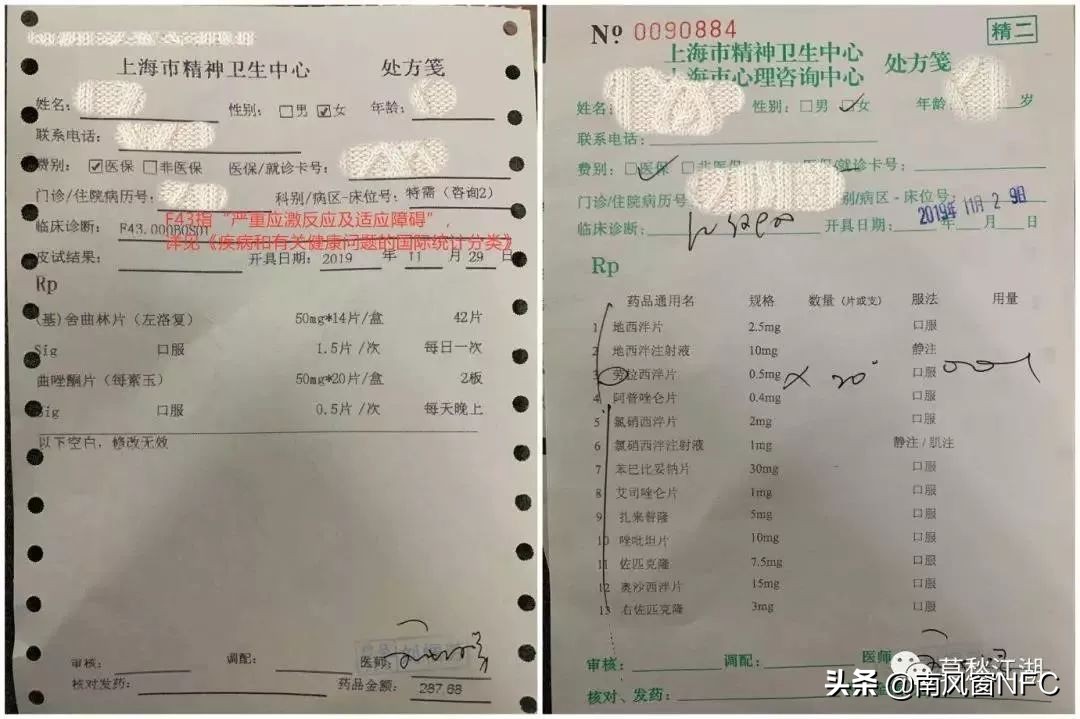 上海市精神卫生中心 处方笺
姓名： 性别：□男☑女 年龄：
联系电话：
费别：☑医保□非医保 医保/就诊卡号：
门诊/住院病历号： 科别/病区-床位号：特需（咨询2）
F43指“严重应激反应及适应障碍”，
临床诊断：
详见《疾病和有关健康问题的国际统计分类》
皮试结果： 开具日期：2019 年 11 月 29 日
Rp
(基)舍曲林片（左洛复） 50mg*14片/盒 42片
Sig 口服 1.5片/次 每日一次
曲唑酮片（每素玉） 50mg*20片/盒 2板
Sig 口服 0.5片/次 每天晚上
以下空白，修改无效
审核： 调配： 医师：
核对发药： 药品金额： 287.68
Nº 0090884 精二
上海市精神卫生中心
上海市心理咨询中心 处方笺
姓名： 性别：□男☑女 年龄： 岁
联系电话：
费别：□医保 □非医保 医保/就诊卡号：
门诊/住院病历号： 科别/病区-床位号：
临床诊断： 开具日期： 2019年11月29日 年 月 日
Rp
药品通用名 规格 数量（片或支） 服法 用量
1 地西泮片 2.5mg 口服
2 地西泮注射液 10mg 静注
3 劳拉西泮片 0.5mg × 20 口服
4 阿普唑仑片 0.4mg 口服
5 氯硝西泮片 2mg 口服
6 氯硝西泮注射液 1mg 静注/肌注
7 苯巴比妥钠片 30mg 口服
8 艾司唑仑片 1mg 口服
9 扎来普隆 5mg 口服
10 唑吡坦片 10mg 口服
11 佐匹克隆 7.5mg 口服
12 奥沙西泮片 15mg 口服
13 右佐匹克隆 3mg 口服
审核： 调配： 医师
核对、发药：
莫愁江湖
头条 @南风窗NFC